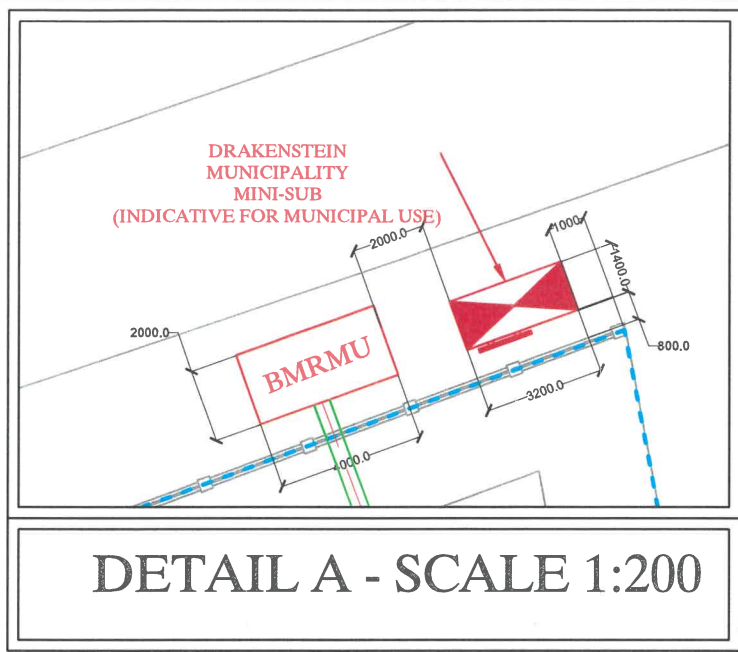 DRAKENSTEIN
MUNICIPALITY
MINI-SUB
(INDICATIVE FOR MUNICIPAL USE)
2000.0
1000
1400.0
2000.0
800.0
BMRMU
3200.0
4000.0
DETAIL A - SCALE 1:200